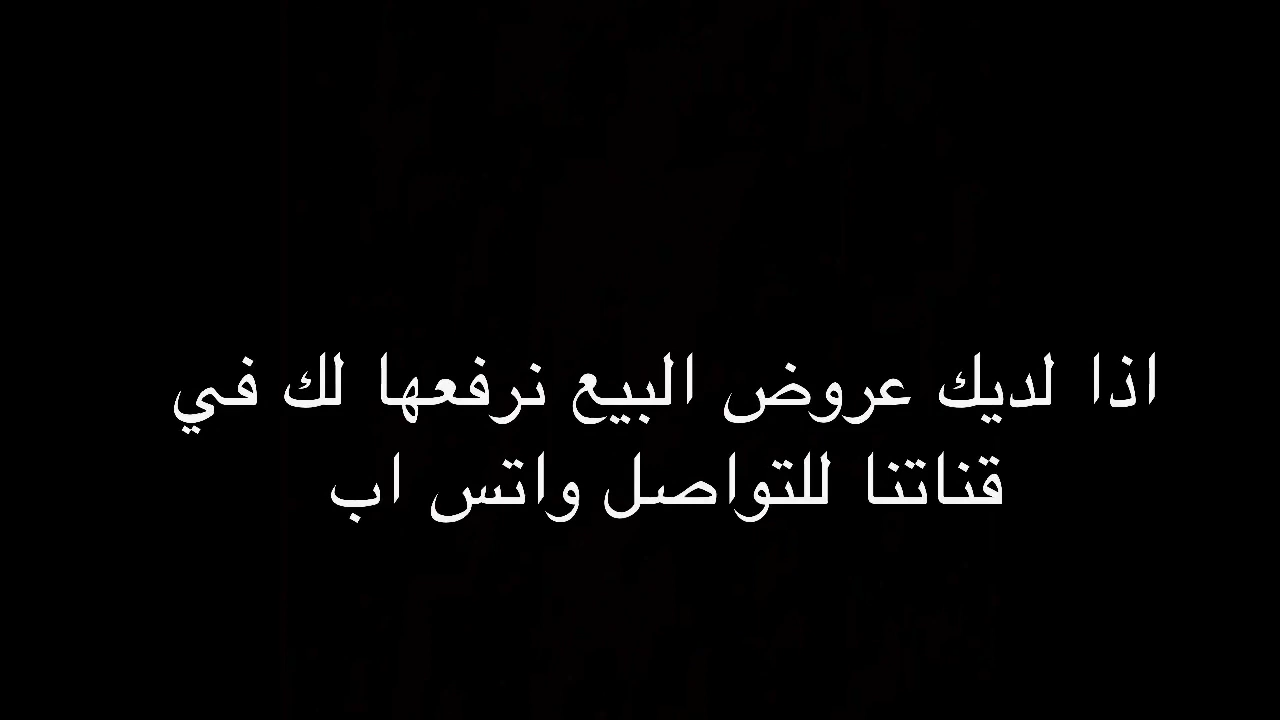 اذا لديك عروض البيع نرفعها لك في
قناتنا للتواصل واتس اب